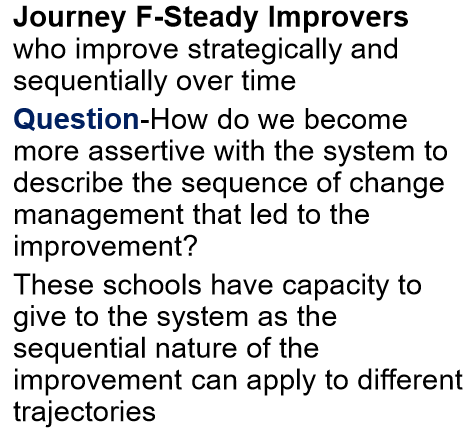 Journey F-Steady Improvers
who improve strategically and
sequentially over time
Question-How do we become
more assertive with the system to
describe the sequence of change
management that led to the
improvement?
These schools have capacity to
give to the system as the
sequential nature of the
improvement can apply to different
trajectories